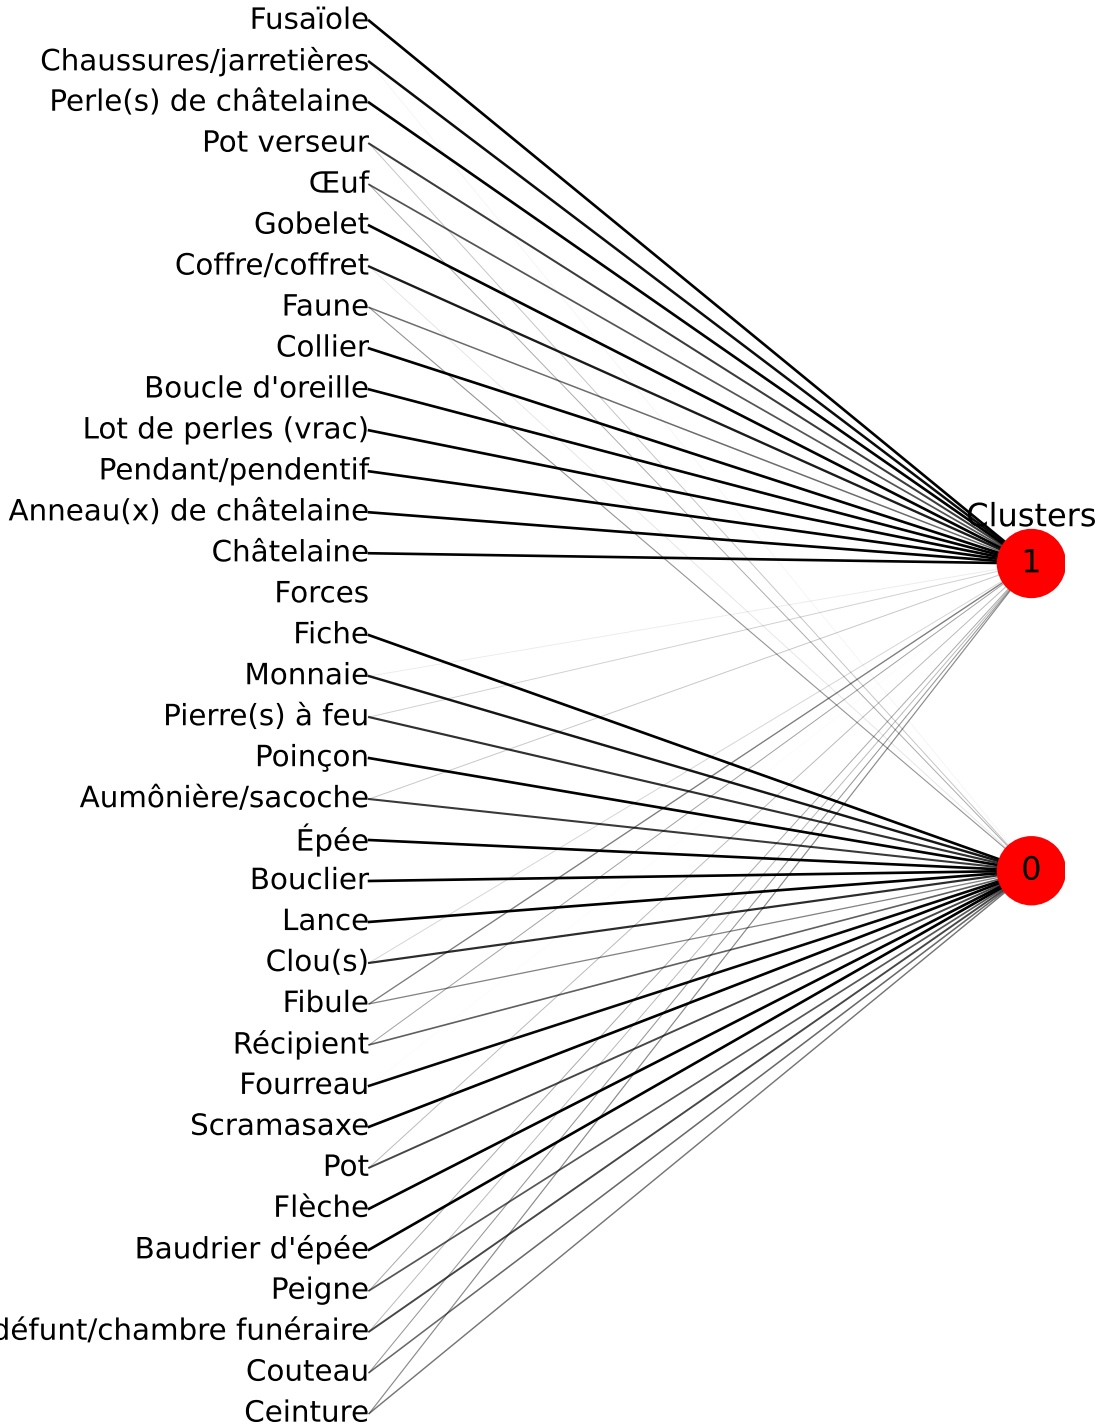 Fusaïole
Chaussures/jarretières
Perle(s) de châtelaine
Pot verseur
Œuf
Gobelet
Coffre/coffret
Faune
Collier
Boucle d'oreille
Lot de perles (vrac)
Pendant/pendentif
Anneau(x) de châtelaine
Clusters
Châtelaine
1
Forces
Fiche
Monnaie
Pierre(s) à feu
Poinçon
Aumônière/sacoche
Épée
0
Bouclier
Lance
Clou(s)
Fibule
Récipient
Fourreau
Scramasaxe
Pot
Flèche
Baudrier d'épée
Peigne
défunt/chambre funéraire
Couteau
Ceinture